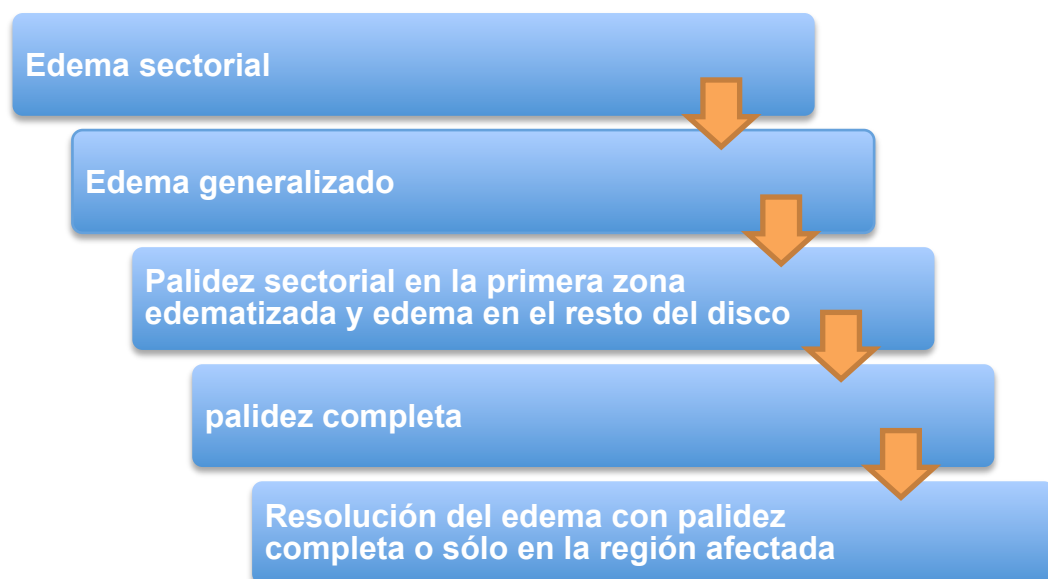 Edema sectorial
Edema generalizado
Palidez sectorial en la primera zona
edematizada y edema en el resto del disco
palidez completa
Resolución del edema con palidez
completa o sólo en la región afectada